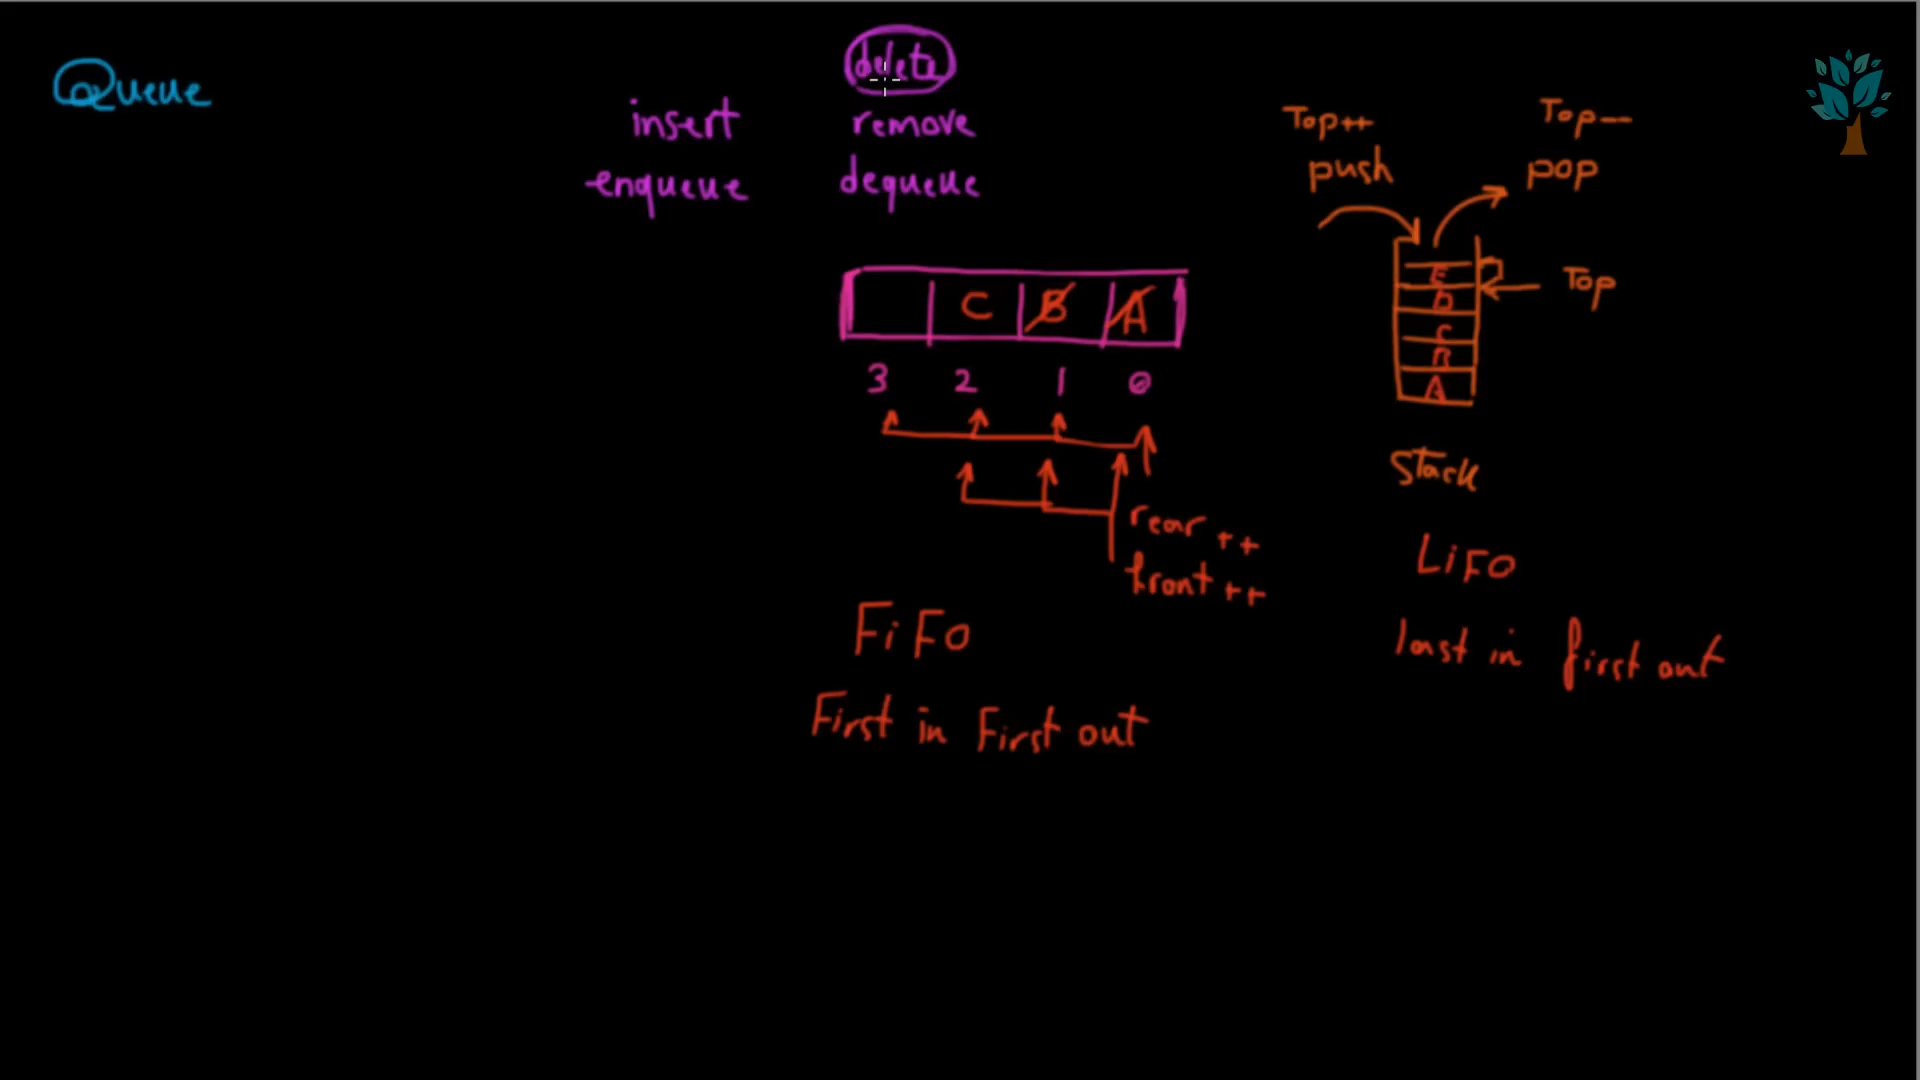 Queue
delete
insert remove
enqueue dequeue
C B A
3 2 1 0
rear ++
front ++
FiFo
First in First out
Top++ Top--
push pop
Top
E
D
C
B
A
Stack
LiFo
last in first out